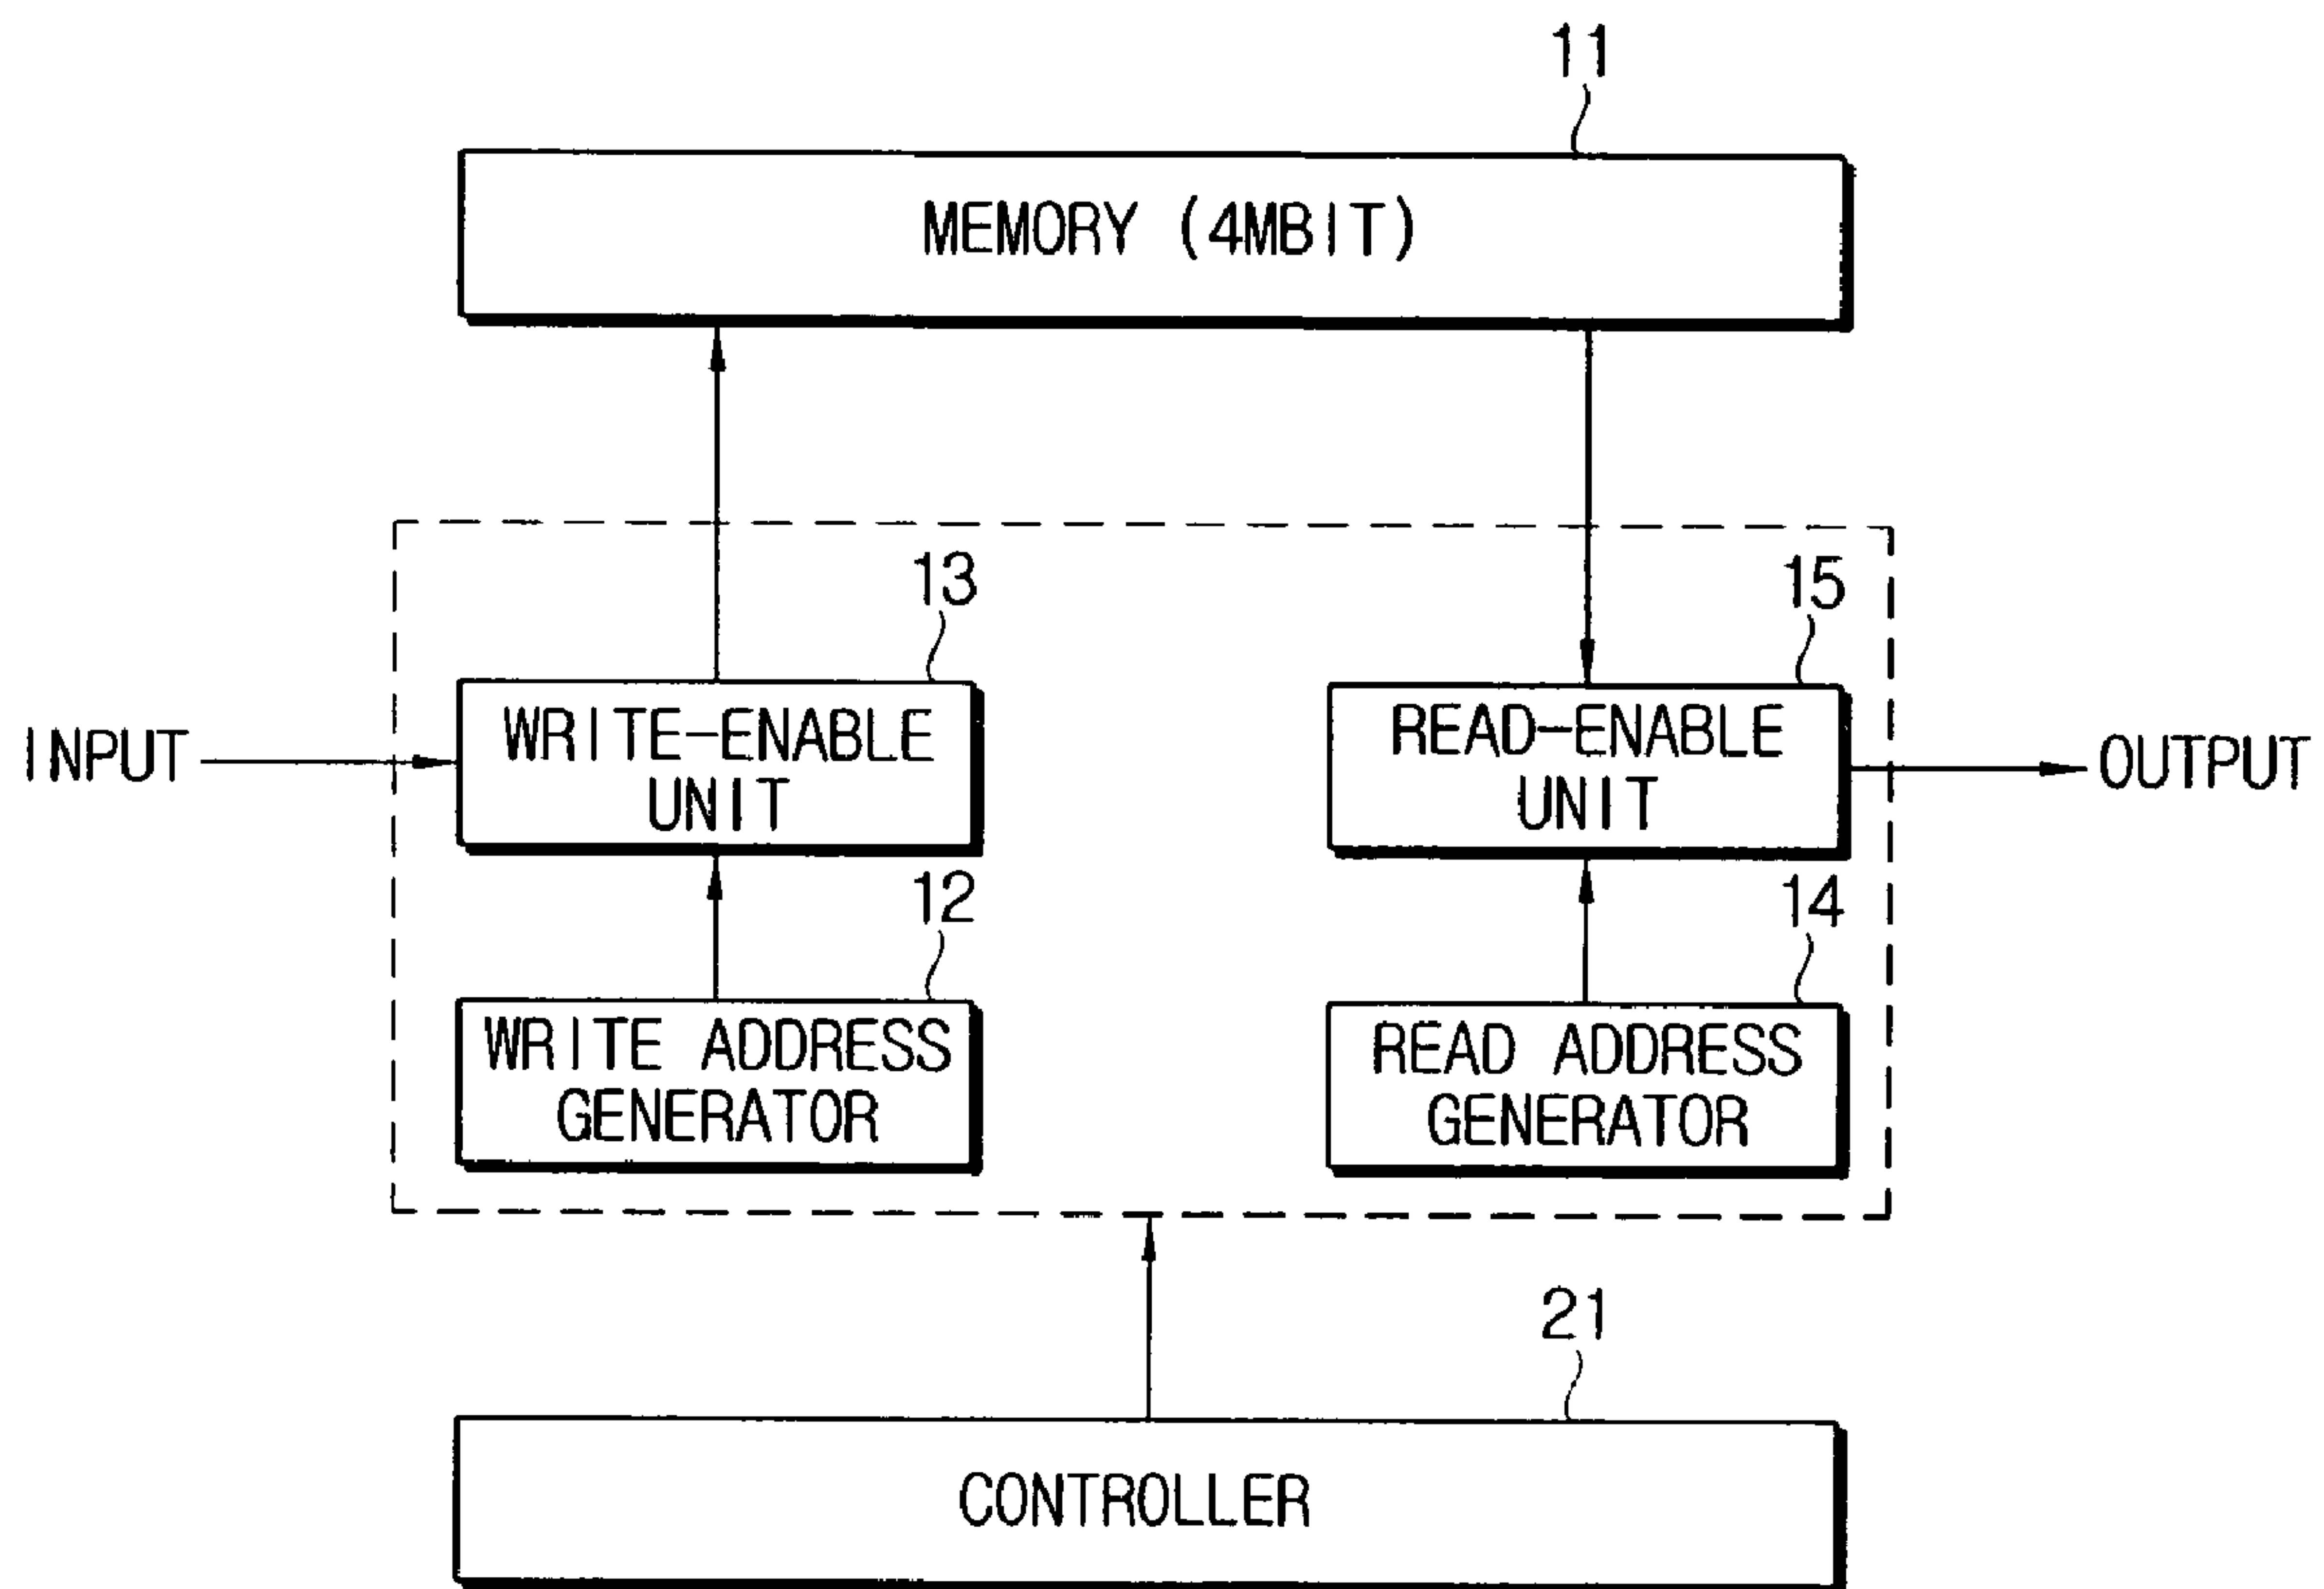 11
MEMORY (4MBIT)
13
15
INPUT
WRITE-ENABLE
UNIT
READ-ENABLE
UNIT
OUTPUT
12
14
WRITE ADDRESS
GENERATOR
READ ADDRESS
GENERATOR
21
CONTROLLER